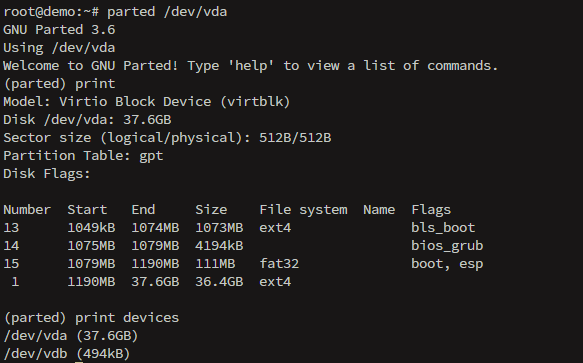 root@demo:~# parted /dev/vda
GNU Parted 3.6
Using /dev/vda
Welcome to GNU Parted! Type 'help' to view a list of commands.
(parted) print
Model: Virtio Block Device (virtblk)
Disk /dev/vda: 37.6GB
Sector size (logical/physical): 512B/512B
Partition Table: gpt
Disk Flags:

Number  Start   End     Size    File system  Name  Flags
13      1049kB  1074MB  1073MB  ext4               bls_boot
14      1075MB  1079MB  4194kB                     bios_grub
15      1079MB  1190MB  111MB   fat32              boot, esp
 1      1190MB  37.6GB  36.4GB  ext4

(parted) print devices
/dev/vda (37.6GB)
/dev/vdb (494kB)